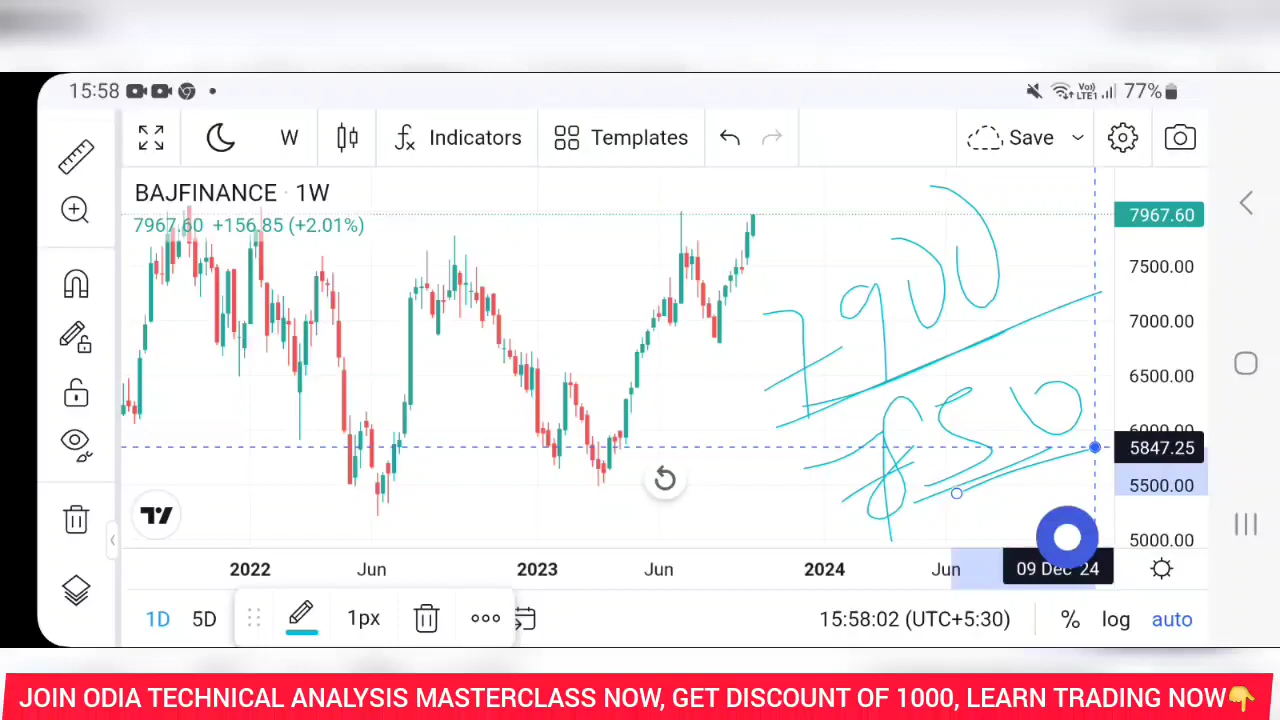 15:58 77%
W Indicators Templates Save
BAJFINANCE · 1W
7967.60 +156.85 (+2.01%)
7967.60
7500.00
7000.00
6500.00
6000.00
5847.25
5500.00
5000.00
7900
850
2022 Jun 2023 Jun 2024 Jun 09 Dec '24
1D 5D 1px 15:58:02 (UTC+5:30) % log auto
JOIN ODIA TECHNICAL ANALYSIS MASTERCLASS NOW, GET DISCOUNT OF 1000, LEARN TRADING NOW👇